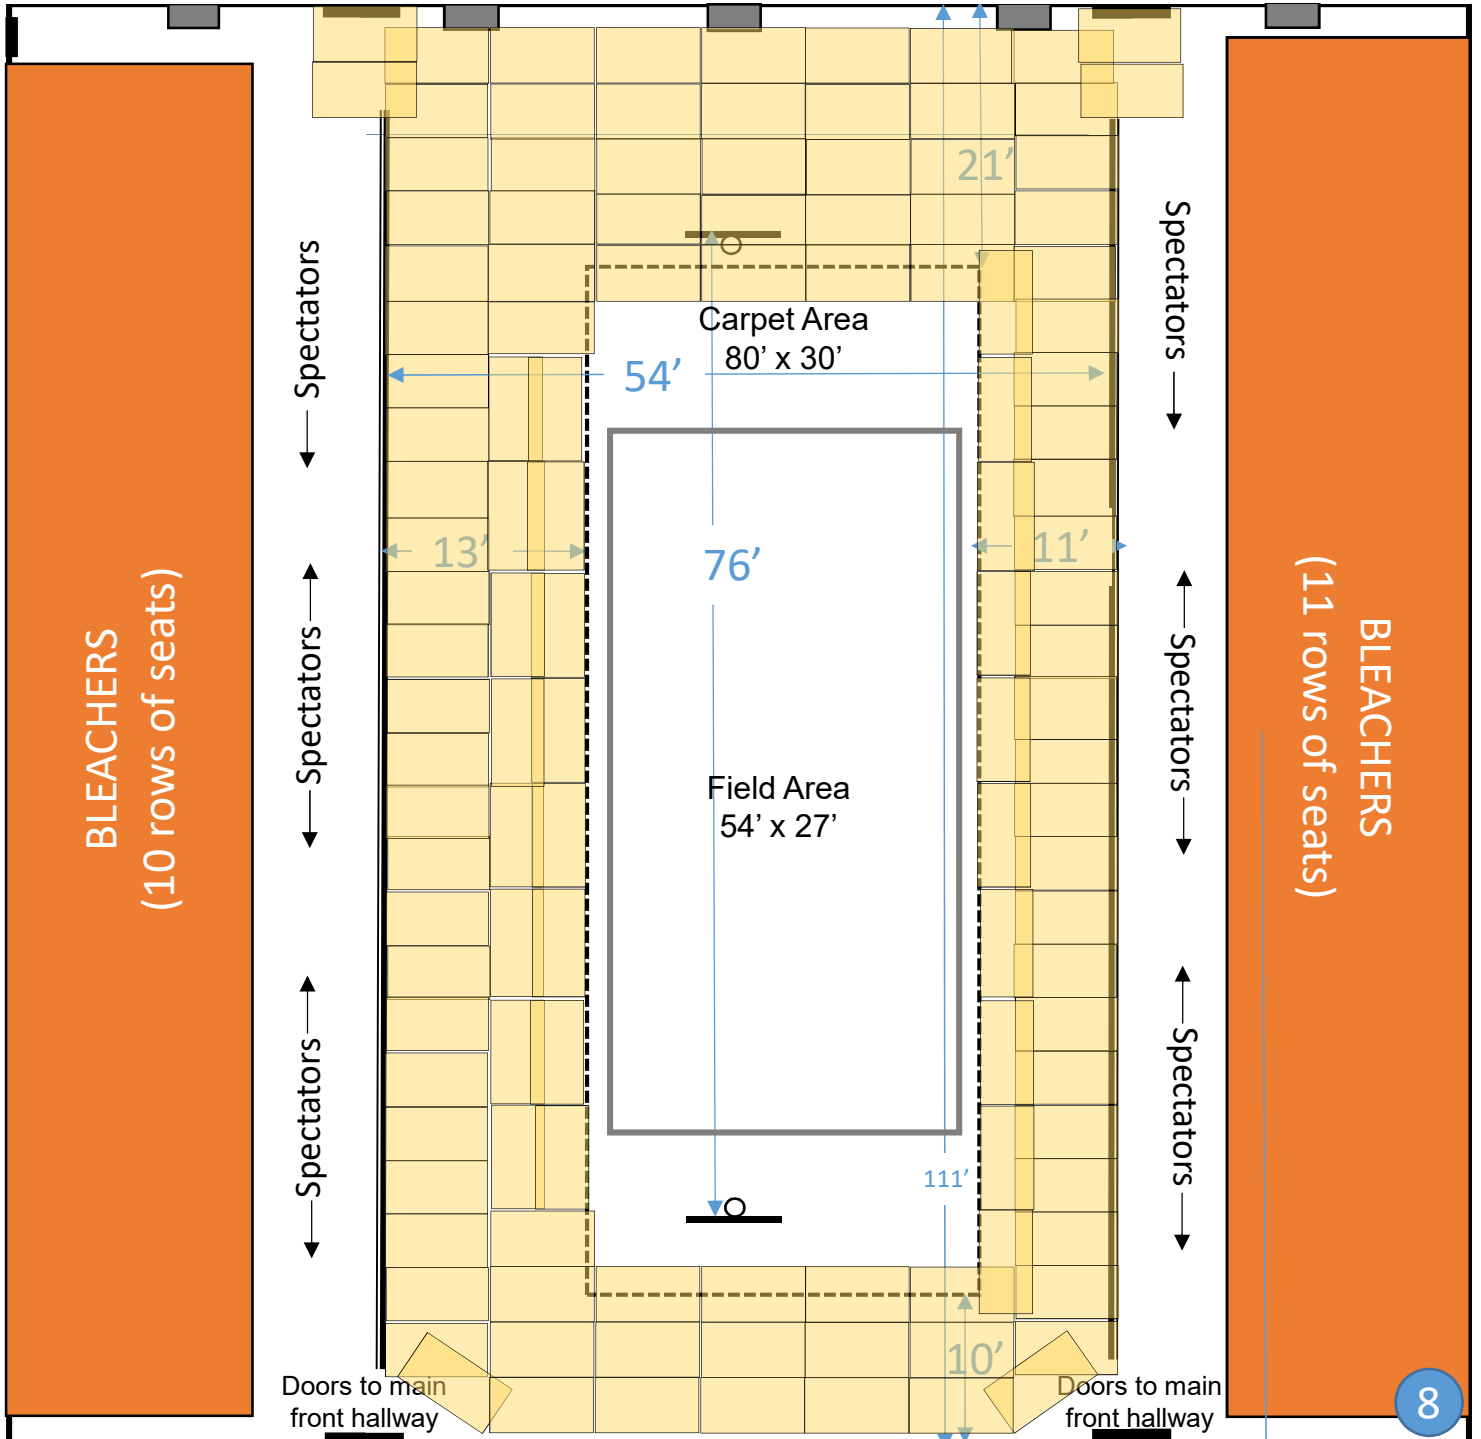 21’
Spectators
Spectators
Carpet Area
80’ x 30’
54’
13’
76’
11’
BLEACHERS
(10 rows of seats)
Spectators
Spectators
BLEACHERS
(11 rows of seats)
Field Area
54’ x 27’
Spectators
Spectators
111’
10’
Doors to main
front hallway
Doors to main
front hallway
8